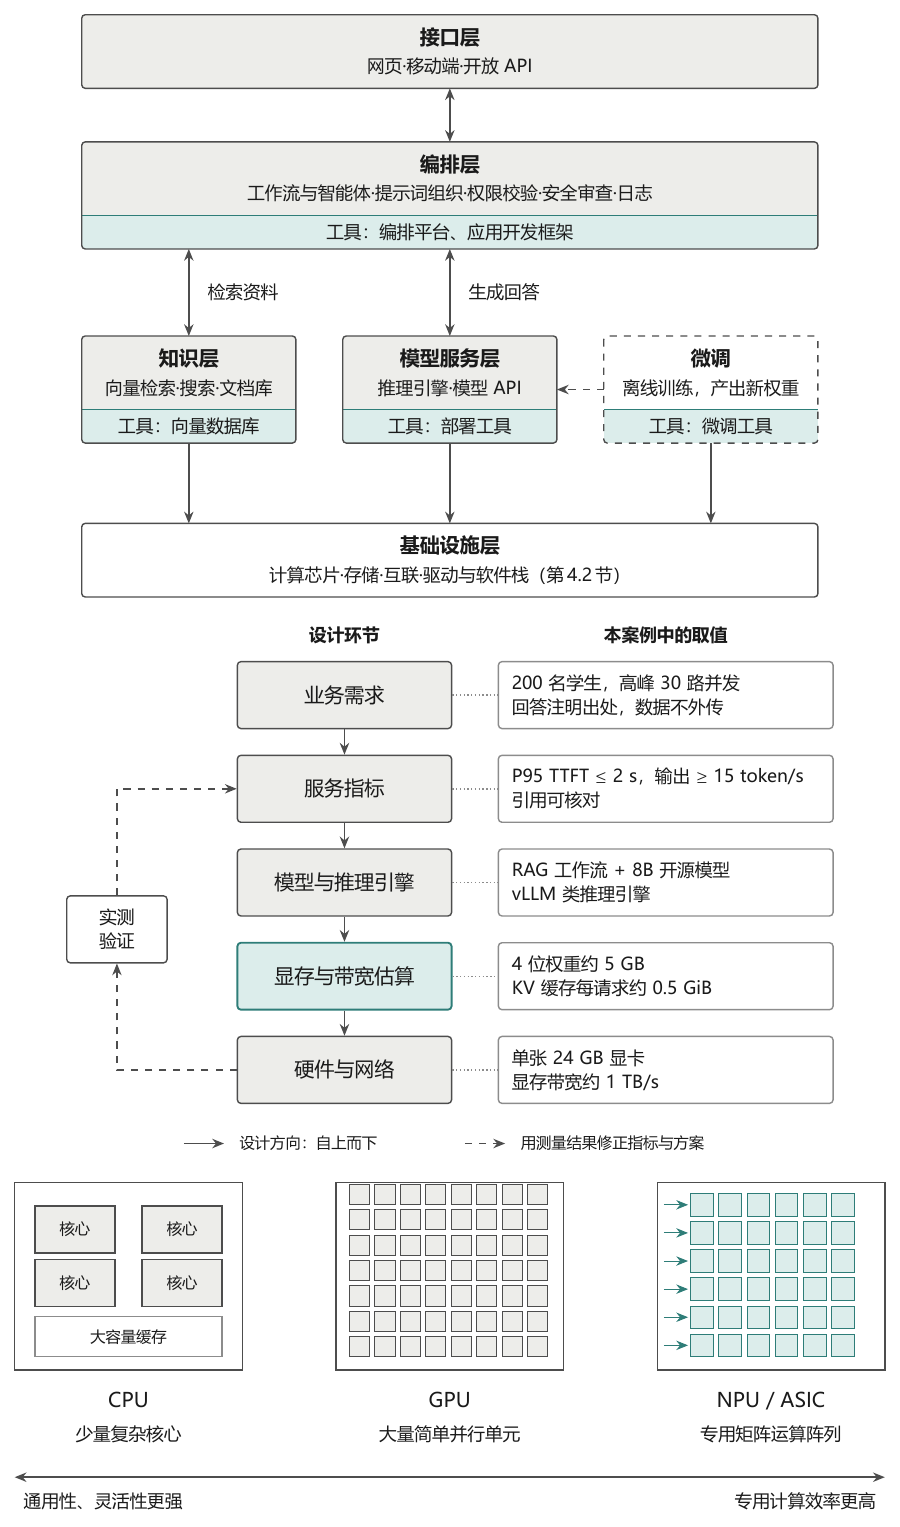 接口层
网页·移动端·开放 API
编排层
工作流与智能体·提示词组织·权限校验·安全审查·日志
工具：编排平台、应用开发框架
检索资料
生成回答
知识层
向量检索·搜索·文档库
工具：向量数据库
模型服务层
推理引擎·模型 API
工具：部署工具
微调
离线训练，产出新权重
工具：微调工具
基础设施层
计算芯片·存储·互联·驱动与软件栈（第 4.2 节）
设计环节
本案例中的取值
业务需求
200 名学生，高峰 30 路并发
回答注明出处，数据不外传
服务指标
P95 TTFT ≤ 2 s，输出 ≥ 15 token/s
引用可核对
模型与推理引擎
RAG 工作流 + 8B 开源模型
vLLM 类推理引擎
实测
验证
显存与带宽估算
4 位权重约 5 GB
KV 缓存每请求约 0.5 GiB
硬件与网络
单张 24 GB 显卡
显存带宽约 1 TB/s
设计方向：自上而下
用测量结果修正指标与方案
核心
核心
核心
核心
大容量缓存
CPU
少量复杂核心
GPU
大量简单并行单元
NPU / ASIC
专用矩阵运算阵列
通用性、灵活性更强
专用计算效率更高